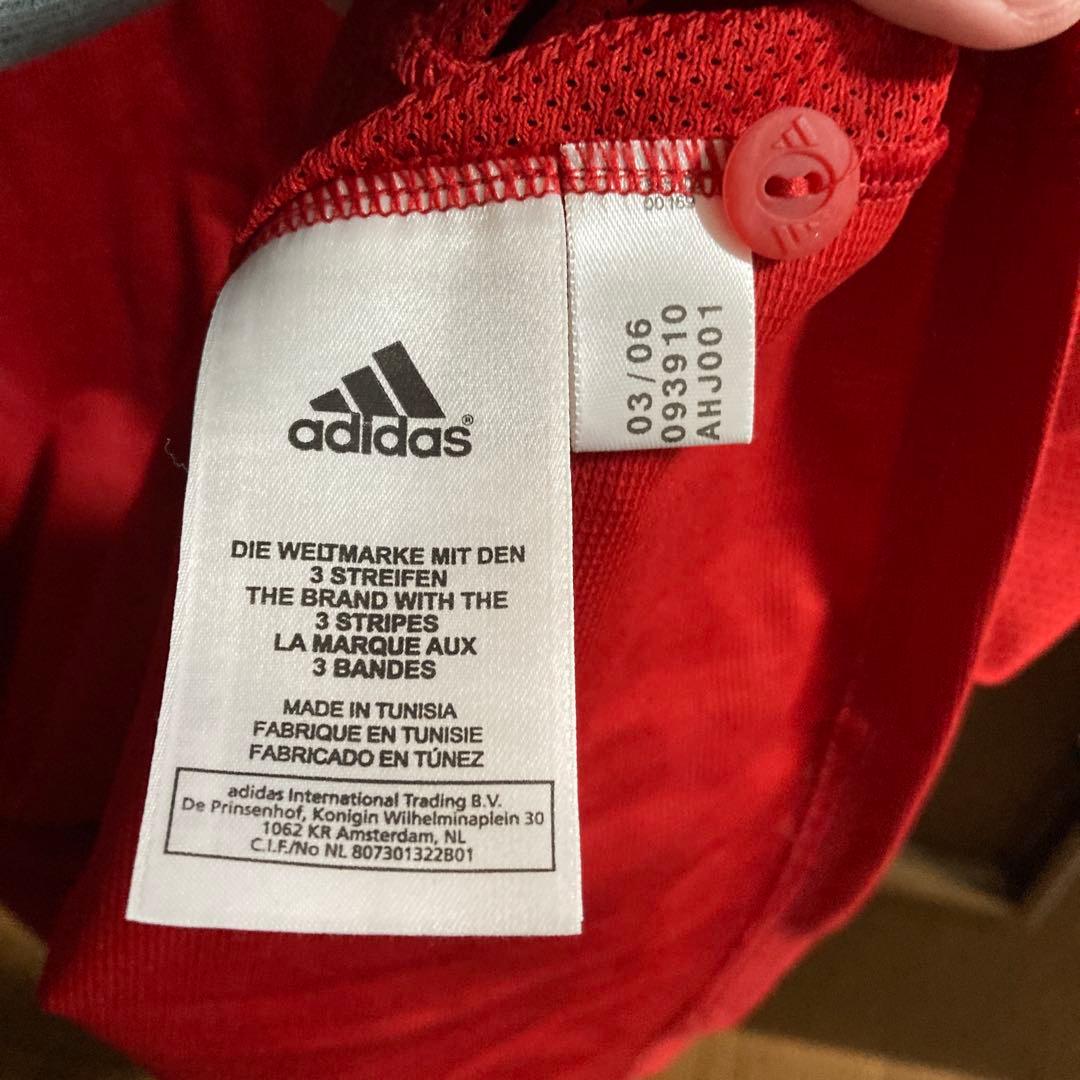 adidas®
DIE WELTMARKE MIT DEN
3 STREIFEN
THE BRAND WITH THE
3 STRIPES
LA MARQUE AUX
3 BANDES
MADE IN TUNISIA
FABRIQUE EN TUNISIE
FABRICADO EN TÚNEZ
adidas International Trading B.V.
De Prinsenhof, Konigin Wilhelminaplein 30
1062 KR Amsterdam, NL
C.I.F./No NL 807301322B01
03/06
093910
AHJ001